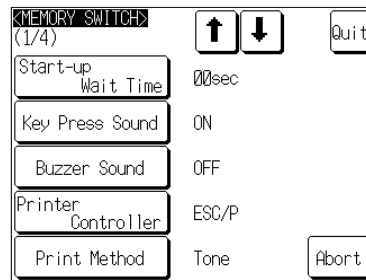 <MEMORY SWITCH>
(1/4)
Quit
Start-up
Wait Time
00sec
Key Press Sound
ON
Buzzer Sound
OFF
Printer
Controller
ESC/P
Print Method
Tone
Abort